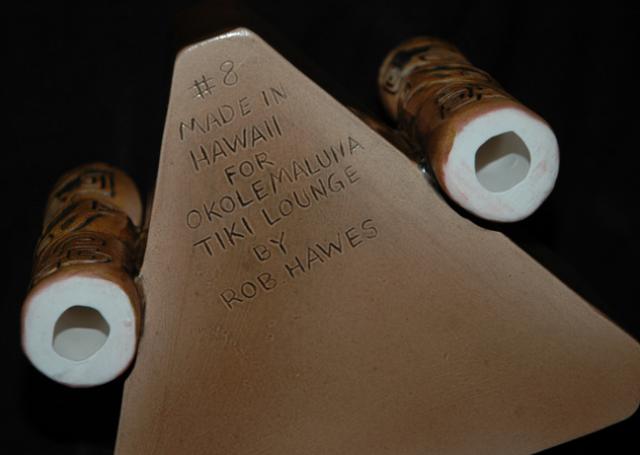 #8
MADE IN
HAWAII
FOR
OKOLEMALUNA
TIKI LOUNGE
BY
ROB HAWES